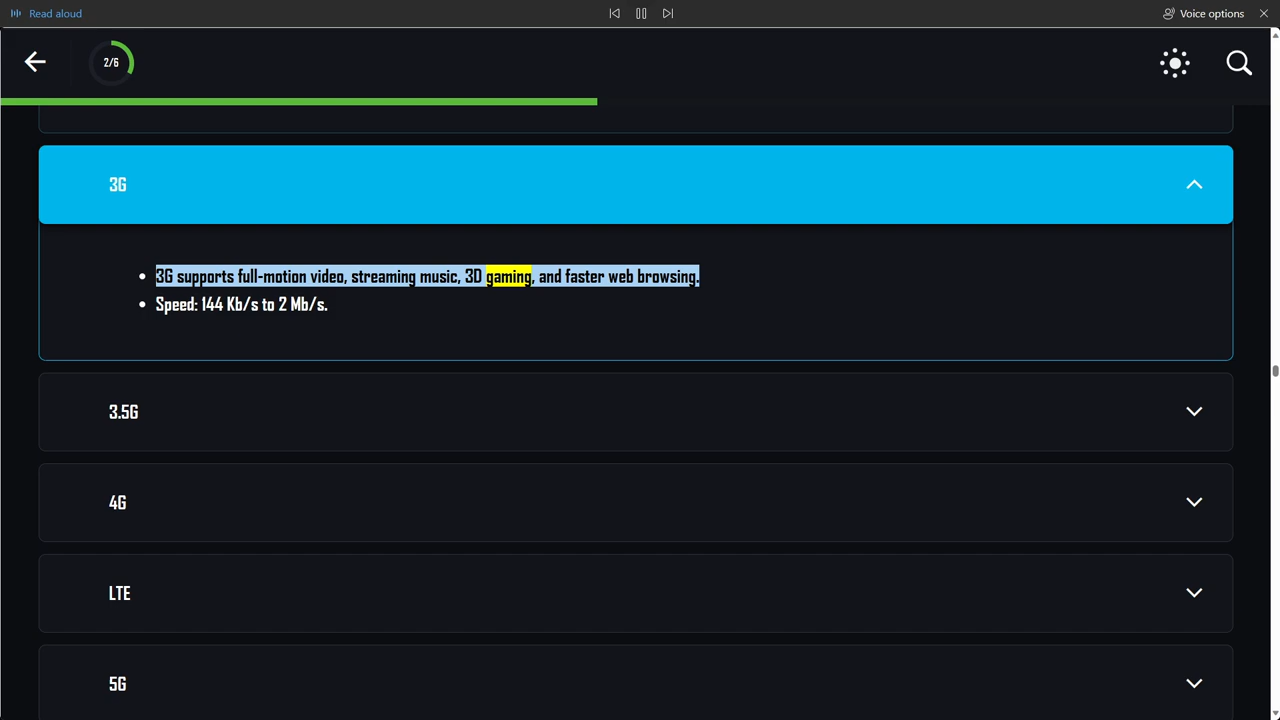 Read aloud
Voice options
2/6
3G
3G supports full-motion video, streaming music, 3D gaming, and faster web browsing.
Speed: 144 Kb/s to 2 Mb/s.
3.5G
4G
LTE
5G